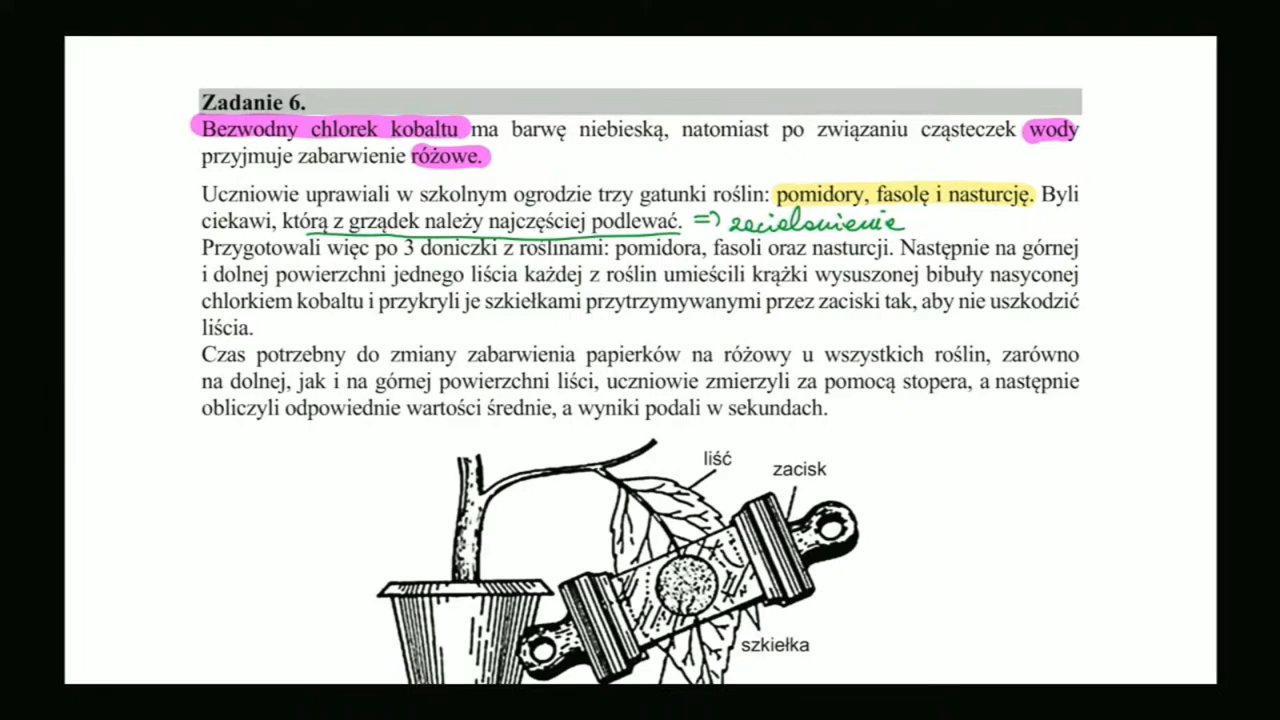 Zadanie 6.
Bezwodny chlorek kobaltu ma barwę niebieską, natomiast po związaniu cząsteczek wody
przyjmuje zabarwienie różowe.
Uczniowie uprawiali w szkolnym ogrodzie trzy gatunki roślin: pomidory, fasolę i nasturcję. Byli
ciekawi, którą z grządek należy najczęściej podlewać. =>
Przygotowali więc po 3 doniczki z roślinami: pomidora, fasoli oraz nasturcji. Następnie na górnej
i dolnej powierzchni jednego liścia każdej z roślin umieścili krążki wysuszonej bibuły nasyconej
chlorkiem kobaltu i przykryli je szkiełkami przytrzymywanymi przez zaciski tak, aby nie uszkodzić
liścia.
Czas potrzebny do zmiany zabarwienia papierków na różowy u wszystkich roślin, zarówno
na dolnej, jak i na górnej powierzchni liści, uczniowie zmierzyli za pomocą stopera, a następnie
obliczyli odpowiednie wartości średnie, a wyniki podali w sekundach.
liść
zacisk
szkiełka